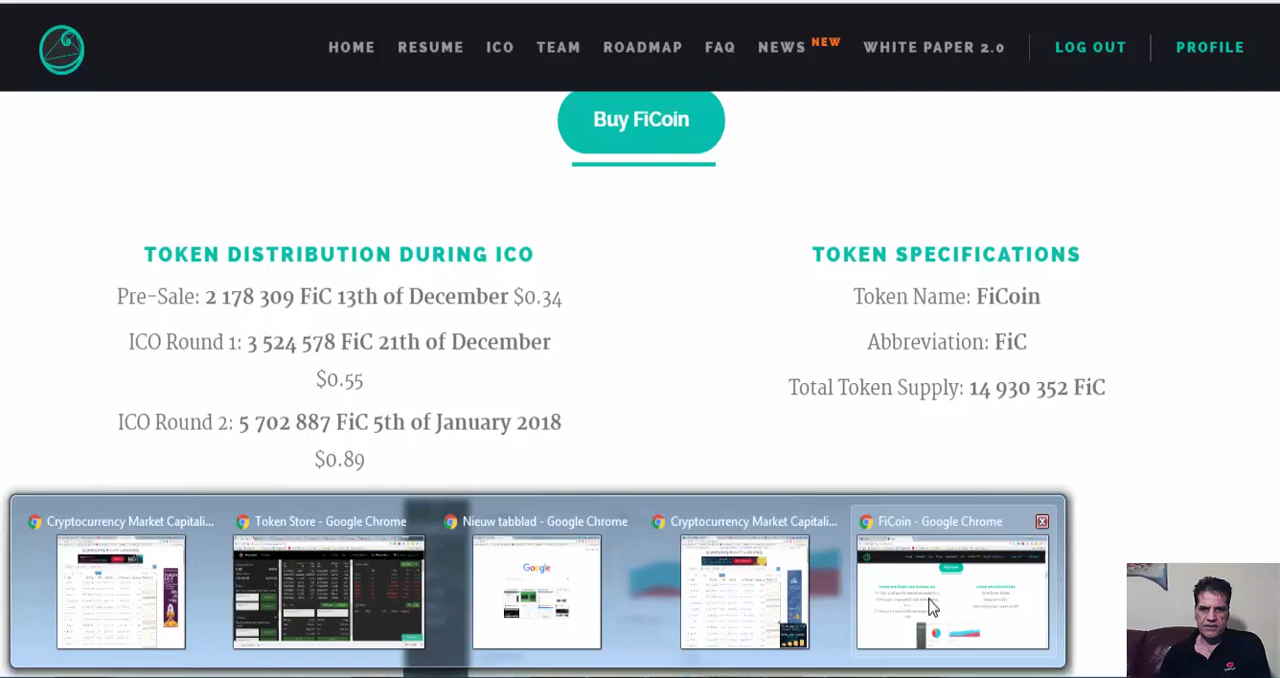 HOME RESUME ICO TEAM ROADMAP FAQ NEWS NEW WHITE PAPER 2.0 LOG OUT PROFILE
Buy FiCoin
TOKEN DISTRIBUTION DURING ICO
Pre-Sale: 2 178 309 FiC 13th of December $0.34
ICO Round 1: 3 524 578 FiC 21th of December
$0.55
ICO Round 2: 5 702 887 FiC 5th of January 2018
$0.89
TOKEN SPECIFICATIONS
Token Name: FiCoin
Abbreviation: FiC
Total Token Supply: 14 930 352 FiC
Cryptocurrency Market Capitali...
Token Store - Google Chrome
Nieuw tabblad - Google Chrome
Cryptocurrency Market Capitali...
FiCoin - Google Chrome
Google